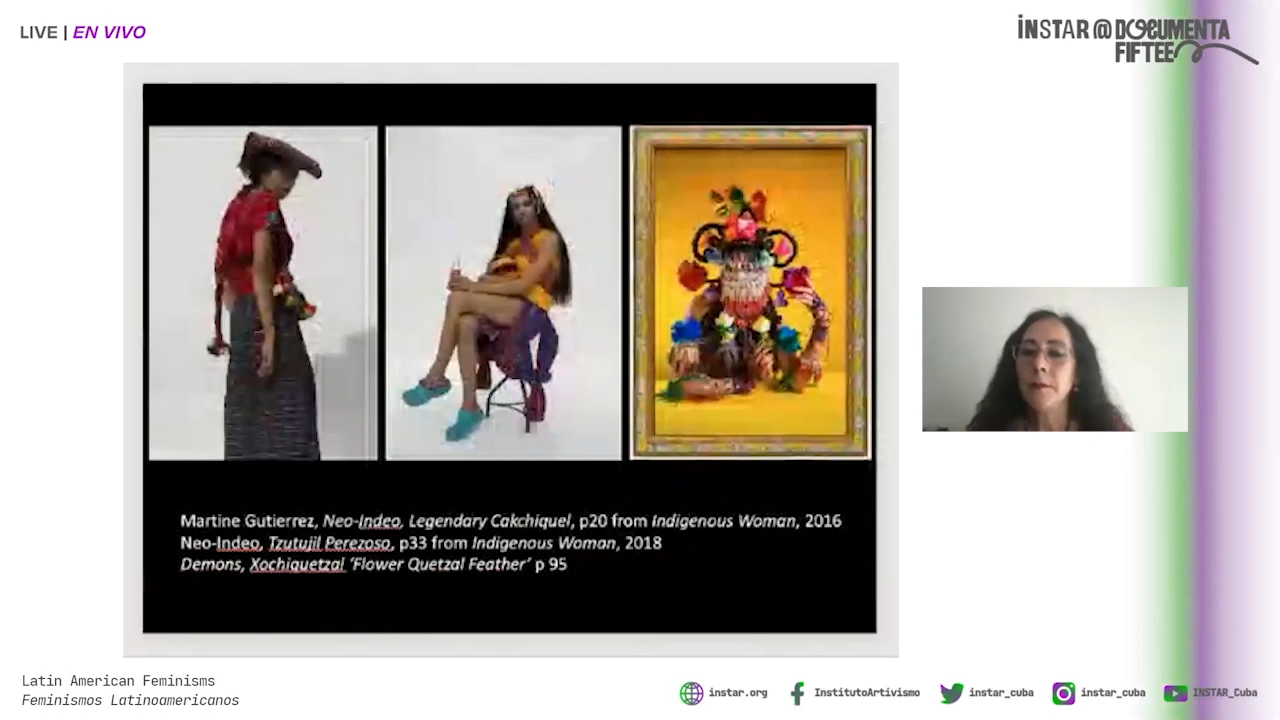 LIVE | EN VIVO
INSTAR @ DOCUMENTA
FIFTEEN
Martine Gutierrez, Neo-Indeo, Legendary Cakchiquel, p20 from Indigenous Woman, 2016
Neo-Indeo, Tzutujil Perezoso, p33 from Indigenous Woman, 2018
Demons, Xochiquetzal ‘Flower Quetzal Feather’ p 95
Latin American Feminisms
Feminismos Latinoamericanos
instar.org
InstitutoArtivismo
instar_cuba
instar_cuba
INSTAR_Cuba